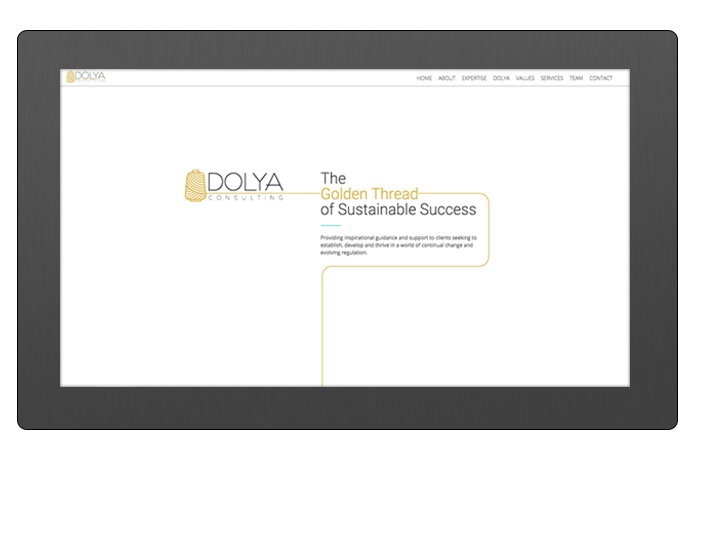 DOLYA
HOME ABOUT EXPERTISE DOLYA VALUES SERVICES TEAM CONTACT
DOLYA
CONSULTING
The
Golden Thread
of Sustainable Success
Providing inspirational guidance and support to clients seeking to
establish, develop and thrive in a world of continual change and
evolving regulation.